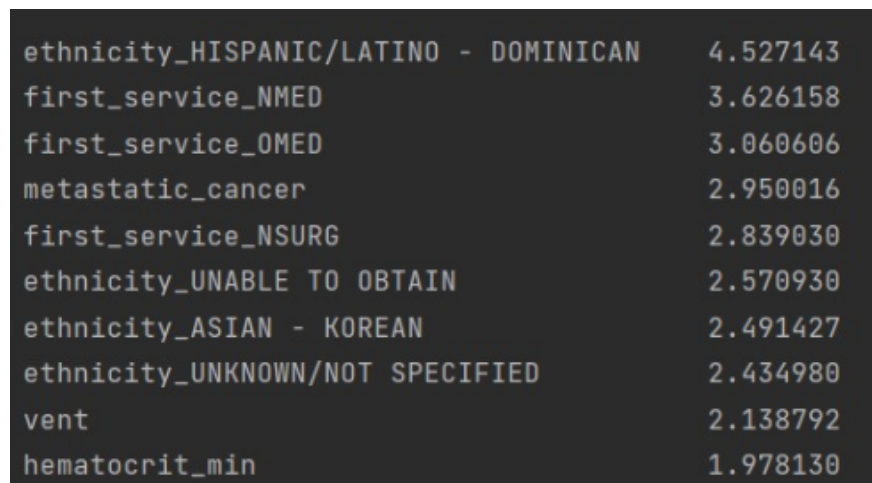 ethnicity_HISPANIC/LATINO - DOMINICAN 4.527143
first_service_NMED 3.626158
first_service_OMED 3.060606
metastatic_cancer 2.950016
first_service_NSURG 2.839030
ethnicity_UNABLE TO OBTAIN 2.570930
ethnicity_ASIAN - KOREAN 2.491427
ethnicity_UNKNOWN/NOT SPECIFIED 2.434980
vent 2.138792
hematocrit_min 1.978130